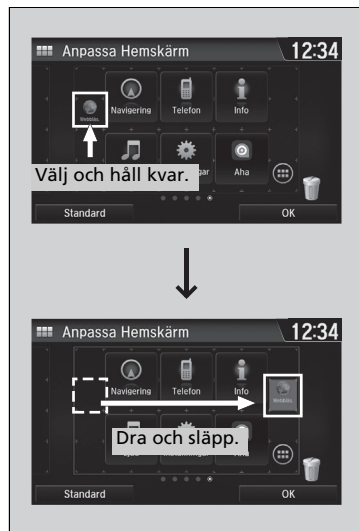 Anpassa Hemskärm 12:34
Navigering Telefon Info
Aha
Välj och håll kvar.
Standard OK
Anpassa Hemskärm 12:34
Navigering Telefon Info
Dra och släpp.
Standard OK